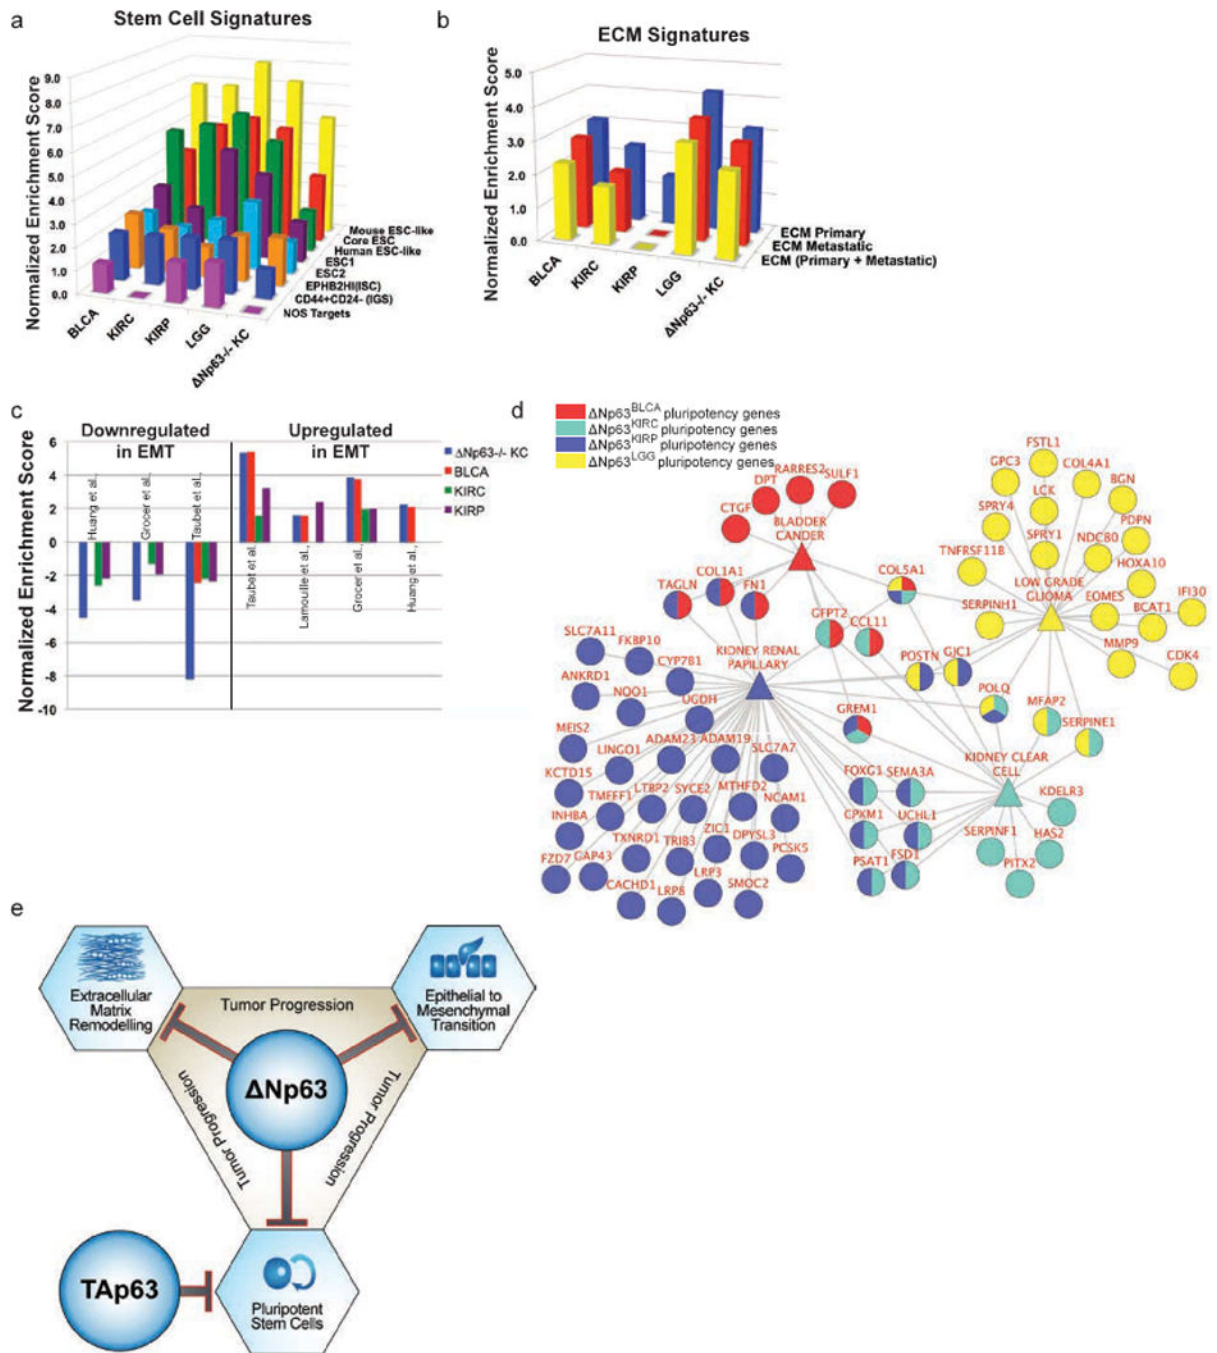 a
Stem Cell Signatures
Normalized Enrichment Score
9.0
8.0
7.0
6.0
5.0
4.0
3.0
2.0
1.0
0.0
BLCA
KIRC
KIRP
LGG
ΔNp63-/- KC
Mouse ESC-like
Core ESC
Human ESC-like
ESC1
ESC2
EPHB2HI(ISC)
CD44+CD24- (IGS)
NOS Targets
b
ECM Signatures
Normalized Enrichment Score
5.0
4.0
3.0
2.0
1.0
0.0
BLCA
KIRC
KIRP
LGG
ΔNp63-/- KC
ECM Primary
ECM Metastatic
ECM (Primary + Metastatic)
c
Downregulated
in EMT
Upregulated
in EMT
Normalized Enrichment Score
6
4
2
0
-2
-4
-6
-8
-10
Huang et al.,
Grocer et al.,
Taubet et al.,
Taubet et al.,
Lamouille et al.,
Grocer et al.,
Huang et al.,
ΔNp63-/- KC
BLCA
KIRC
KIRP
d
ΔNp63BLCA pluripotency genes
ΔNp63KIRC pluripotency genes
ΔNp63KIRP pluripotency genes
ΔNp63LGG pluripotency genes
RARRES2
DPT
SULF1
CTGF
BLADDER
CANDER
COL1A1
TAGLN
FN1
COL5A1
GFPT2
CCL11
FSTL1
GPC3
COL4A1
LCK
BGN
SPRY4
SPRY1
NDC80
PDPN
TNFRSF11B
HOXA10
LOW GRADE
GLIOMA
EOMES
IFI30
SERPINH1
BCAT1
MMP9
CDK4
POSTN
GJC1
POLQ
MFAP2
SERPINE1
GREM1
KIDNEY RENAL
PAPILLARY
SLC7A11
FKBP10
CYP7B1
ANKRD1
NQO1
UGDH
MEIS2
LINGO1
ADAM23
ADAM19
SLC7A7
KCTD15
TMEFF1
LTBP2
SYCE2
MTHFD2
NCAM1
INHBA
TXNRD1
TRIB3
ZIC1
DPYSL3
PCSK5
FZD7
GAP43
CACHD1
LRP8
LRP3
SMOC2
FOXG1
SEMA3A
CPXM1
UCHL1
PSAT1
FSD1
KIDNEY CLEAR
CELL
KDELR3
SERPINF1
HAS2
PITX2
e
Extracellular
Matrix
Remodelling
Tumor Progression
Epithelial to
Mesenchymal
Transition
ΔNp63
Tumor Progression
Tumor Progression
TAp63
Pluripotent
Stem Cells